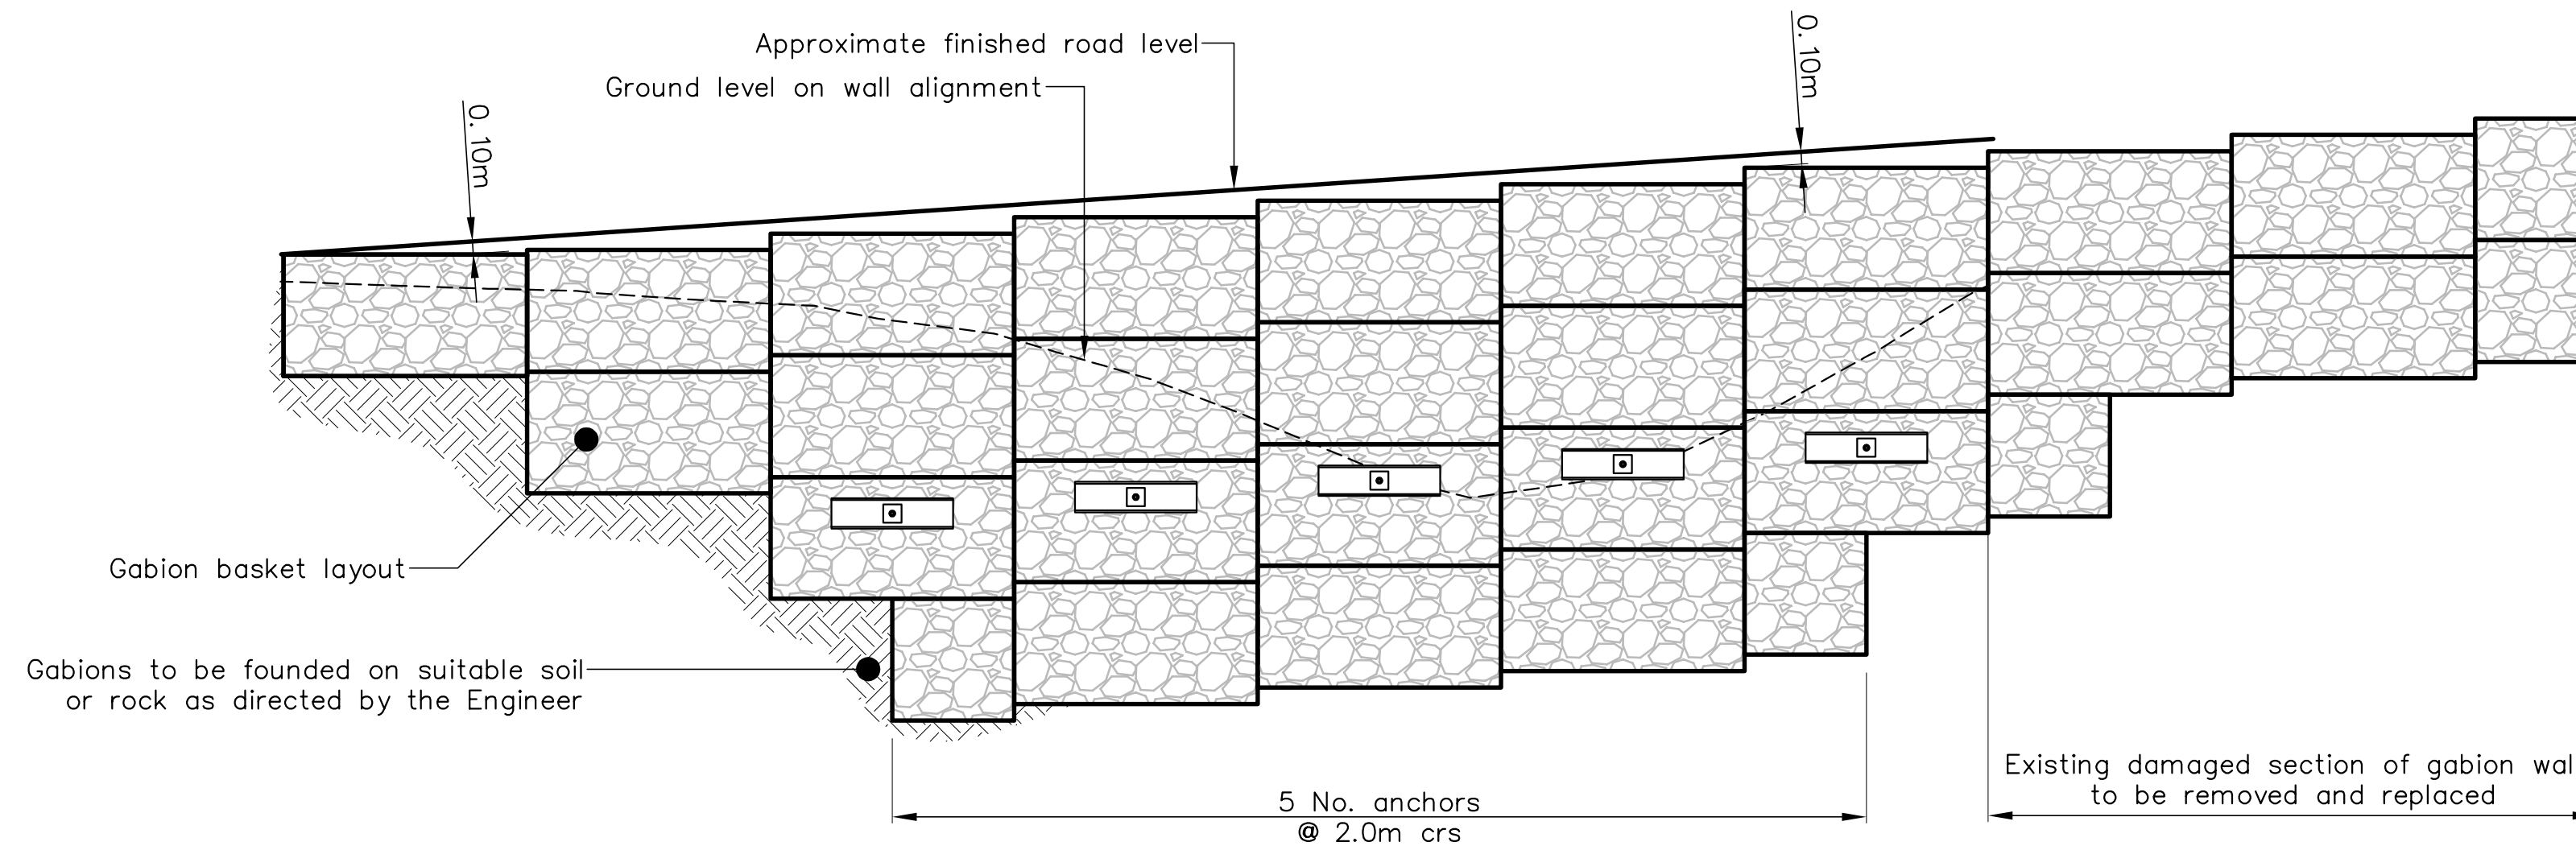 Approximate finished road level
Ground level on wall alignment
0.10m
0.10m
Gabion basket layout
Gabions to be founded on suitable soil
or rock as directed by the Engineer
5 No. anchors
@ 2.0m crs
Existing damaged section of gabion wal
to be removed and replaced